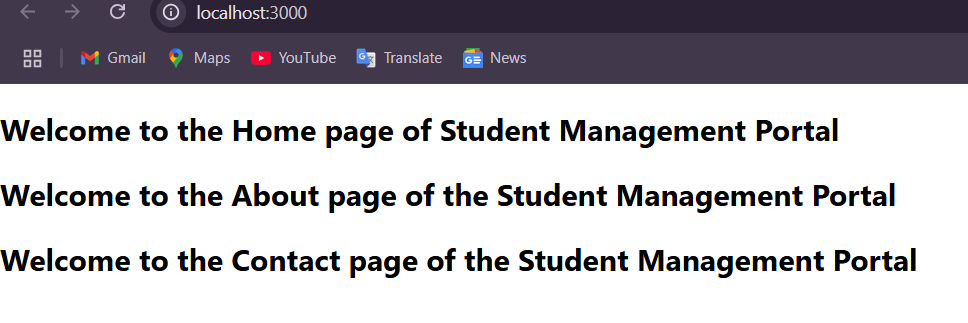 localhost:3000
Gmail Maps YouTube Translate News
Welcome to the Home page of Student Management Portal
Welcome to the About page of the Student Management Portal
Welcome to the Contact page of the Student Management Portal